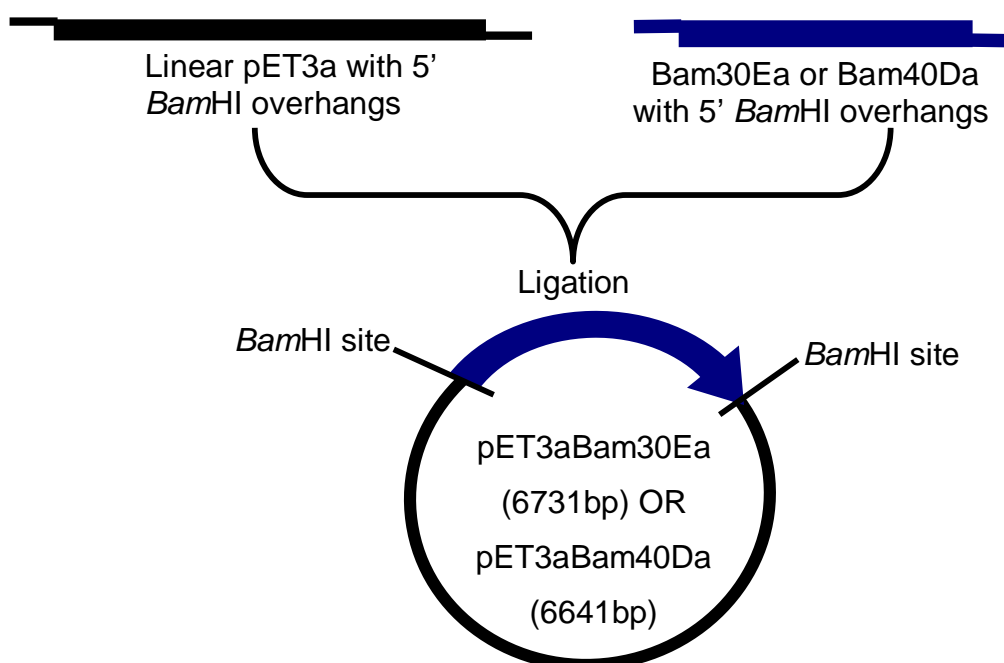 Linear pET3a with 5’
BamHI overhangs
Bam30Ea or Bam40Da
with 5’ BamHI overhangs
Ligation
BamHI site
BamHI site
pET3aBam30Ea
(6731bp) OR
pET3aBam40Da
(6641bp)